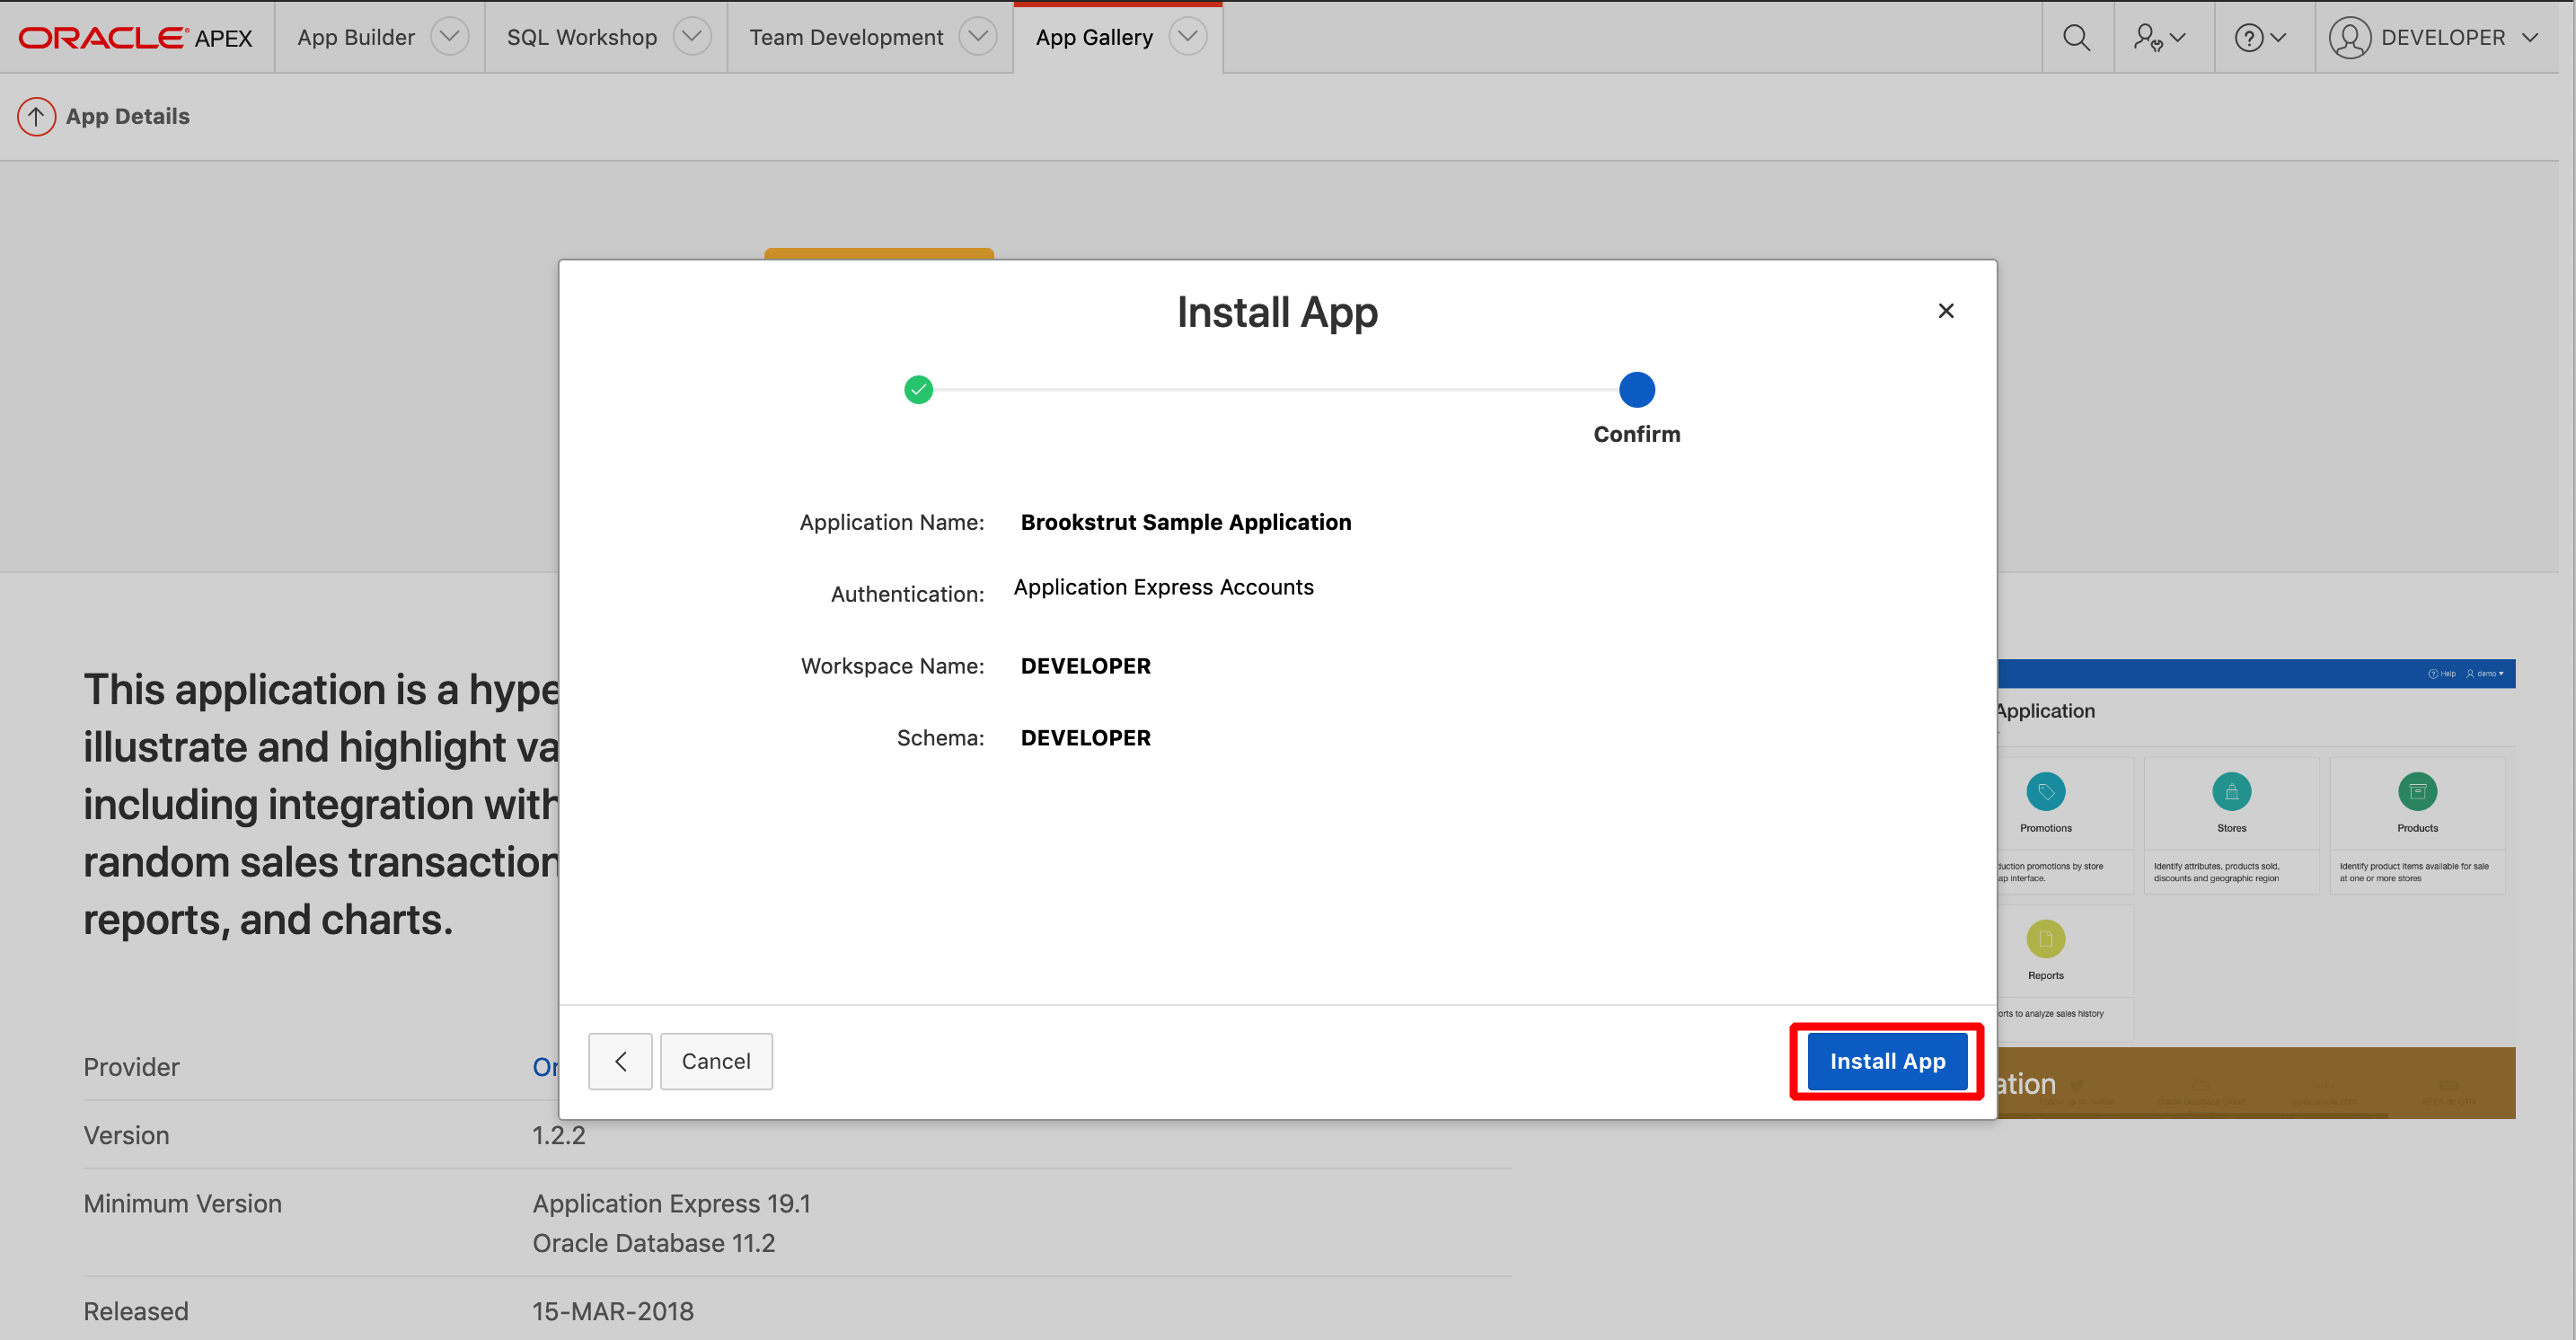 ORACLE APEX
App Builder
SQL Workshop
Team Development
App Gallery
DEVELOPER
App Details
Install App
Confirm
Application Name: Brookstrut Sample Application
Authentication: Application Express Accounts
Workspace Name: DEVELOPER
Schema: DEVELOPER
Cancel
Install App
This application is a hype
illustrate and highlight va
including integration with
random sales transaction
reports, and charts.
Provider
Or
Version 1.2.2
Minimum Version Application Express 19.1
Oracle Database 11.2
Released 15-MAR-2018
Help demo
Application
Promotions
uction promotions by store
ap interface.
Stores
Identify attributes, products sold,
discounts and geographic region
Products
Identify product items available for sale
at one or more stores
Reports
orts to analyze sales history
ation